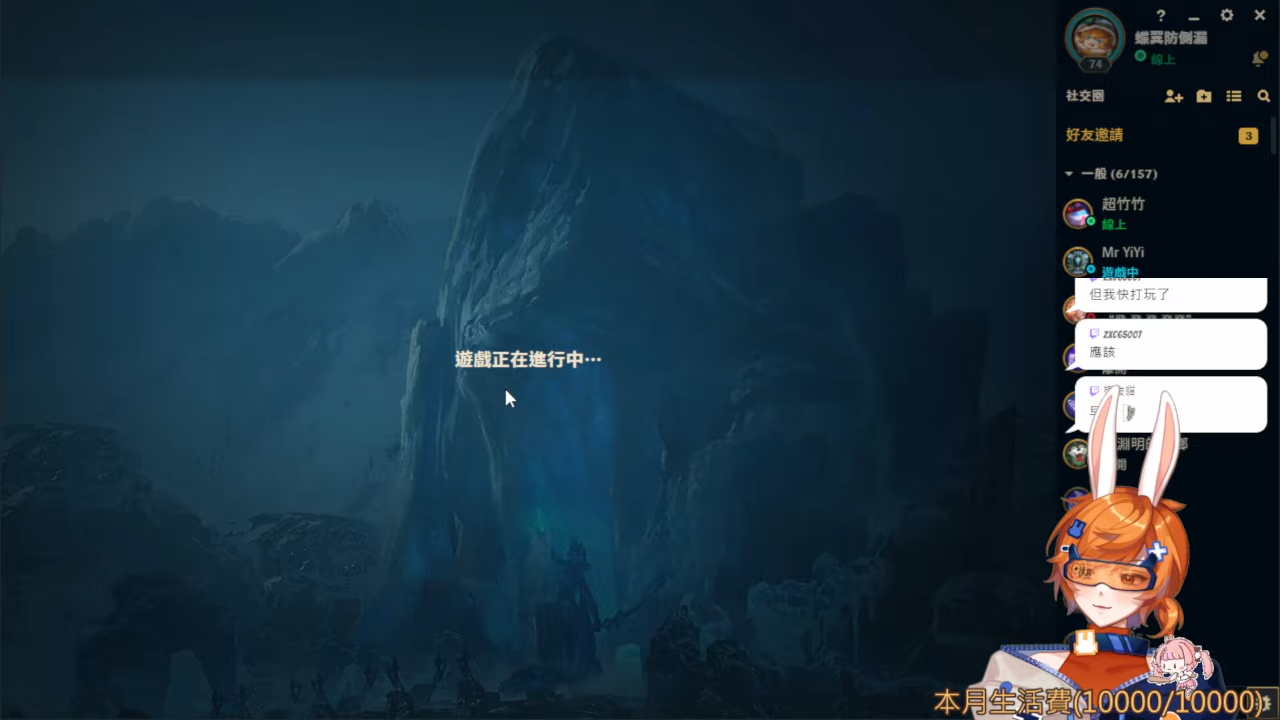 ?
蝶翼防側漏
74
線上
社交圈
好友邀請
3
一般 (6/157)
超竹竹
線上
Mr YiYi
遊戲中
但我快打玩了
ZXC65007
應該
遊戲正在進行中…
本月生活費(10000/10000)